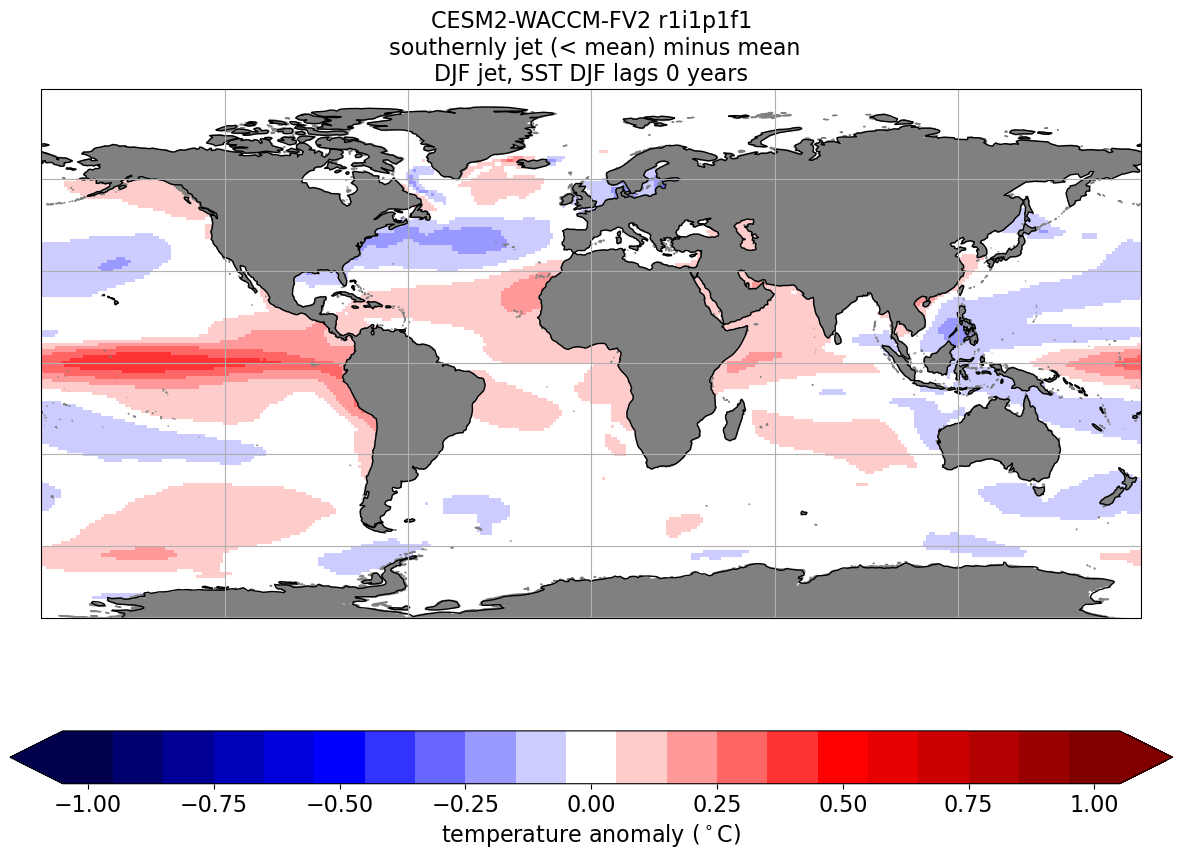 CESM2-WACCM-FV2 r1i1p1f1
southernly jet (< mean) minus mean
DJF jet, SST DJF lags 0 years
−1.00 −0.75 −0.50 −0.25 0.00 0.25 0.50 0.75 1.00
temperature anomaly (°C)